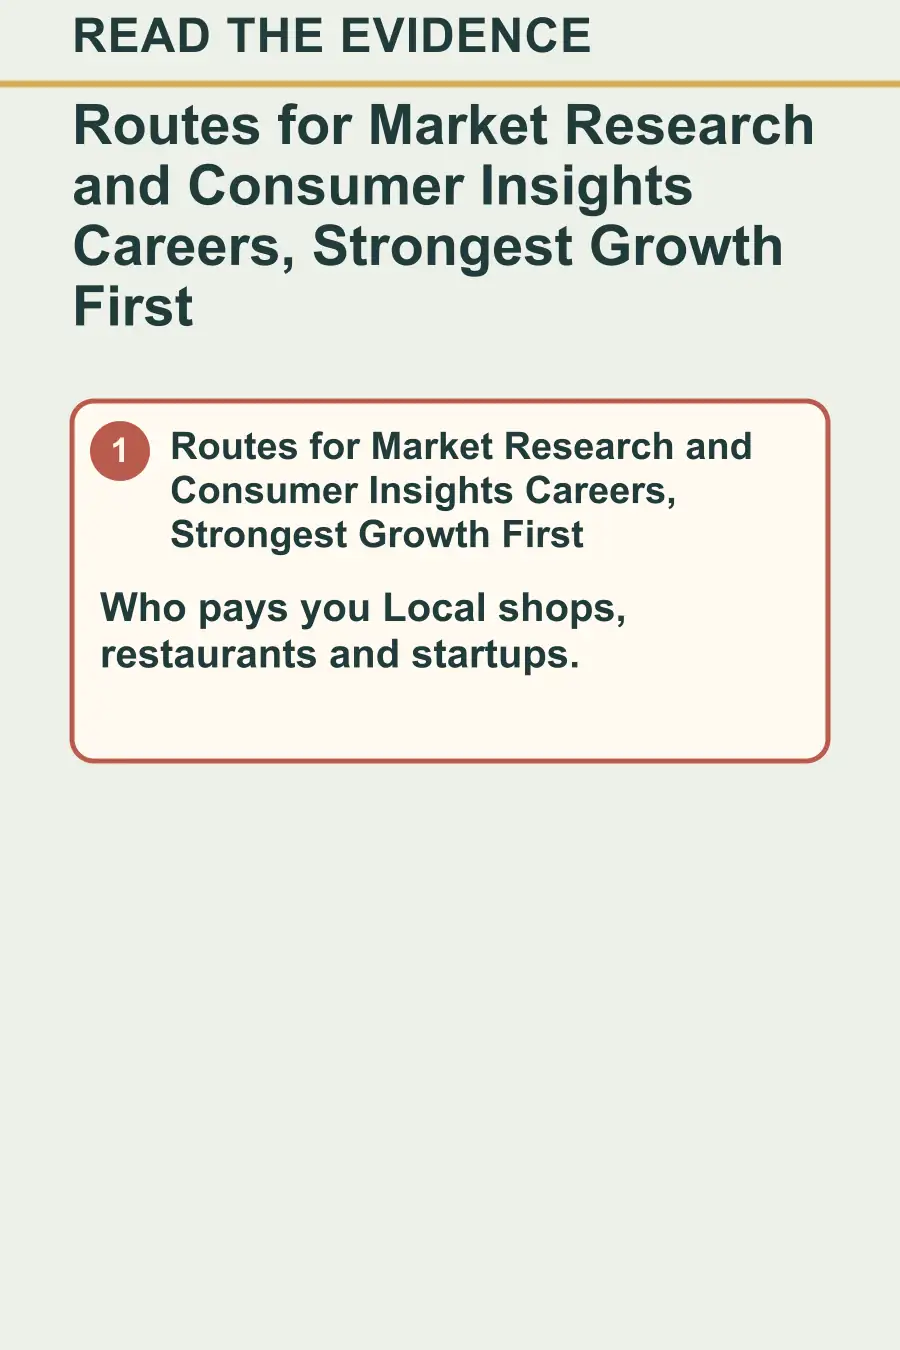 READ THE EVIDENCE
Routes for Market Research
and Consumer Insights
Careers, Strongest Growth
First
1
Routes for Market Research and
Consumer Insights Careers,
Strongest Growth First
Who pays you Local shops,
restaurants and startups.